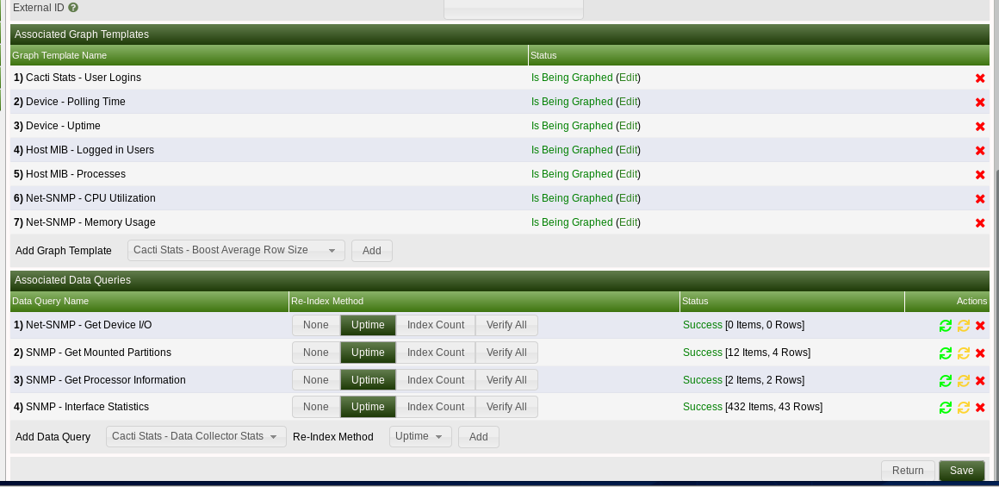 External ID
Associated Graph Templates
Graph Template Name Status
1) Cacti Stats - User Logins Is Being Graphed (Edit)
2) Device - Polling Time Is Being Graphed (Edit)
3) Device - Uptime Is Being Graphed (Edit)
4) Host MIB - Logged in Users Is Being Graphed (Edit)
5) Host MIB - Processes Is Being Graphed (Edit)
6) Net-SNMP - CPU Utilization Is Being Graphed (Edit)
7) Net-SNMP - Memory Usage Is Being Graphed (Edit)
Add Graph Template Cacti Stats - Boost Average Row Size Add
Associated Data Queries
Data Query Name Re-Index Method Status Actions
1) Net-SNMP - Get Device I/O None Uptime Index Count Verify All Success [0 Items, 0 Rows]
2) SNMP - Get Mounted Partitions None Uptime Index Count Verify All Success [12 Items, 4 Rows]
3) SNMP - Get Processor Information None Uptime Index Count Verify All Success [2 Items, 2 Rows]
4) SNMP - Interface Statistics None Uptime Index Count Verify All Success [432 Items, 43 Rows]
Add Data Query Cacti Stats - Data Collector Stats Re-Index Method Uptime Add
Return Save